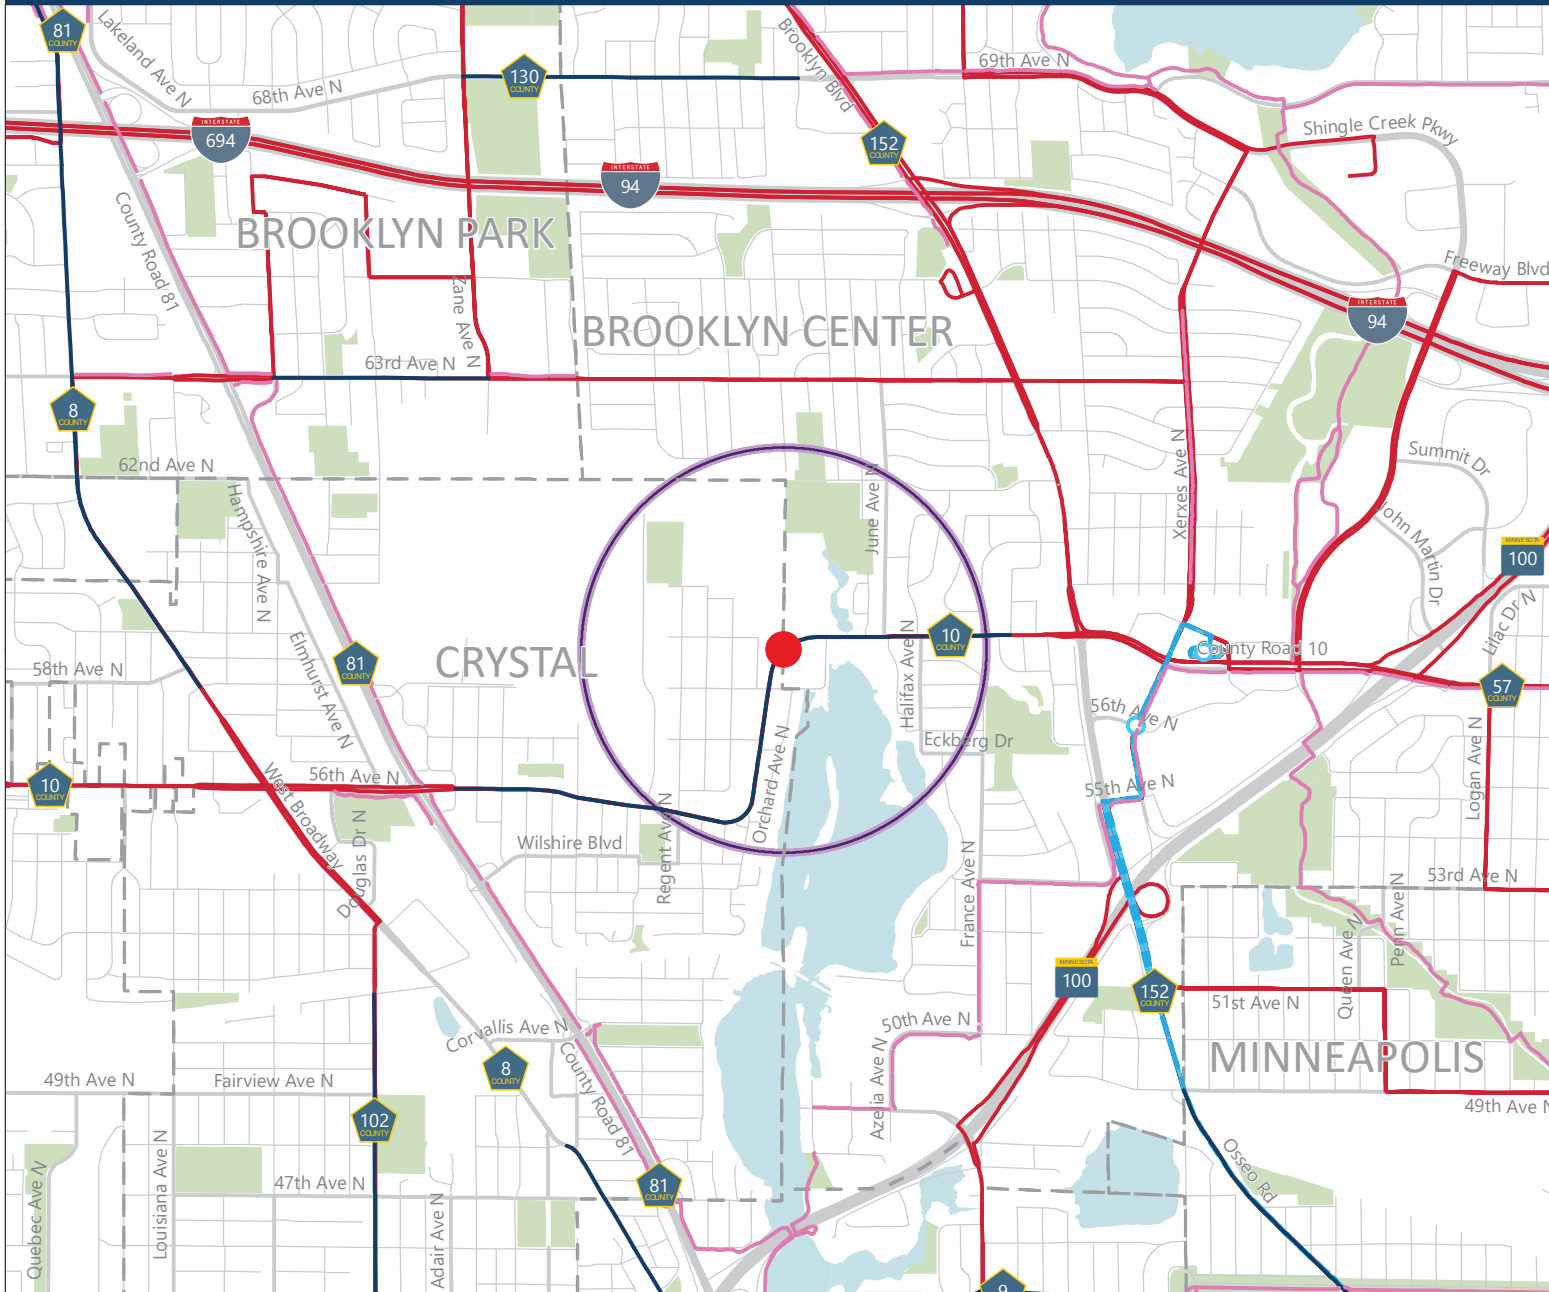 81
COUNTY
Lakeland Ave N
130
COUNTY
Brooklyn Blvd
69th Ave N
68th Ave N
INTERSTATE
694
152
COUNTY
Shingle Creek Pkwy
INTERSTATE
94
County Road 81
BROOKLYN PARK
Freeway Blvd
Zane Ave N
INTERSTATE
94
BROOKLYN CENTER
63rd Ave N
8
COUNTY
62nd Ave N
Hampshire Ave N
June Ave N
Xerxes Ave N
Summit Dr
John Martin Dr
MINNESOTA
100
Lilac Dr N
Elmhurst Ave N
58th Ave N
81
COUNTY
CRYSTAL
10
COUNTY
Halifax Ave N
County Road 10
57
COUNTY
56th Ave N
Eckberg Dr
Orchard Ave N
Logan Ave N
10
COUNTY
56th Ave N
55th Ave N
West Broadway
Douglas Dr N
Wilshire Blvd
Regent Ave N
France Ave N
53rd Ave N
Penn Ave N
Queen Ave N
MINNESOTA
100
152
COUNTY
51st Ave N
50th Ave N
Corvallis Ave N
8
COUNTY
County Road 81
Azelia Ave N
MINNEAPOLIS
49th Ave N
Fairview Ave N
49th Ave N
102
COUNTY
Louisiana Ave N
Quebec Ave N
47th Ave N
Adair Ave N
81
COUNTY
Osseo Rd
9